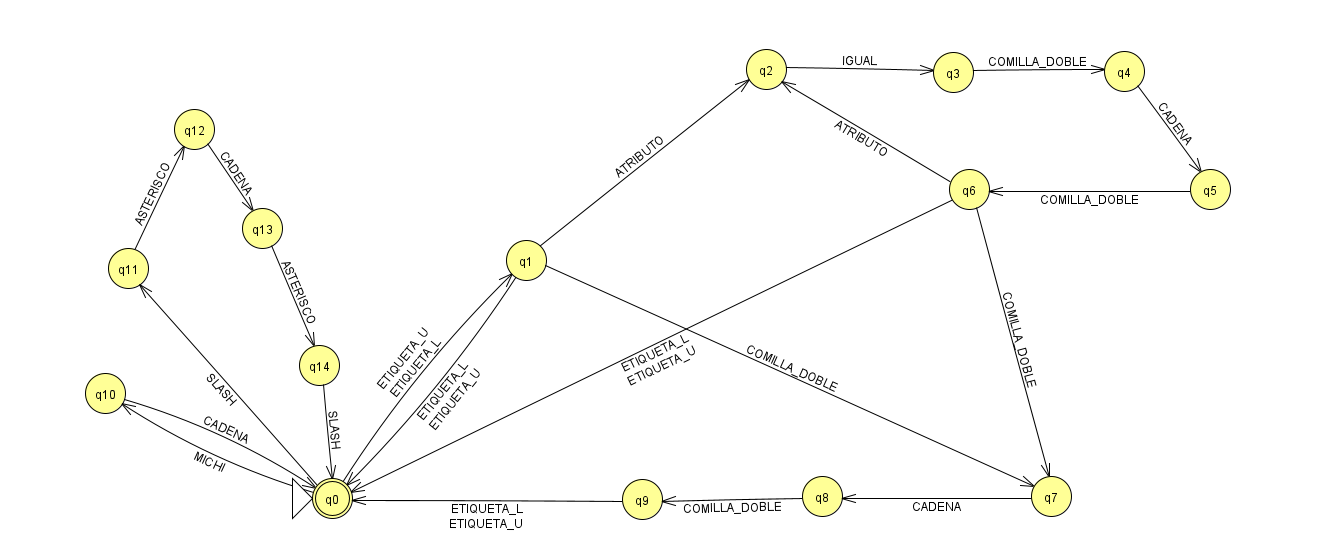 q2
IGUAL
q3
COMILLA_DOBLE
q4
q12
CADENA
ATRIBUTO
CADENA
ATRIBUTO
ASTERISCO
q6
COMILLA_DOBLE
q5
q13
q11
q1
ASTERISCO
ETIQUETA_U
ETIQUETA_L
ETIQUETA_L
ETIQUETA_U
COMILLA_DOBLE
COMILLA_DOBLE
q14
SLASH
ETIQUETA_L
ETIQUETA_U
q10
CADENA
SLASH
MICHI
q0
ETIQUETA_L
ETIQUETA_U
q9
COMILLA_DOBLE
q8
CADENA
q7